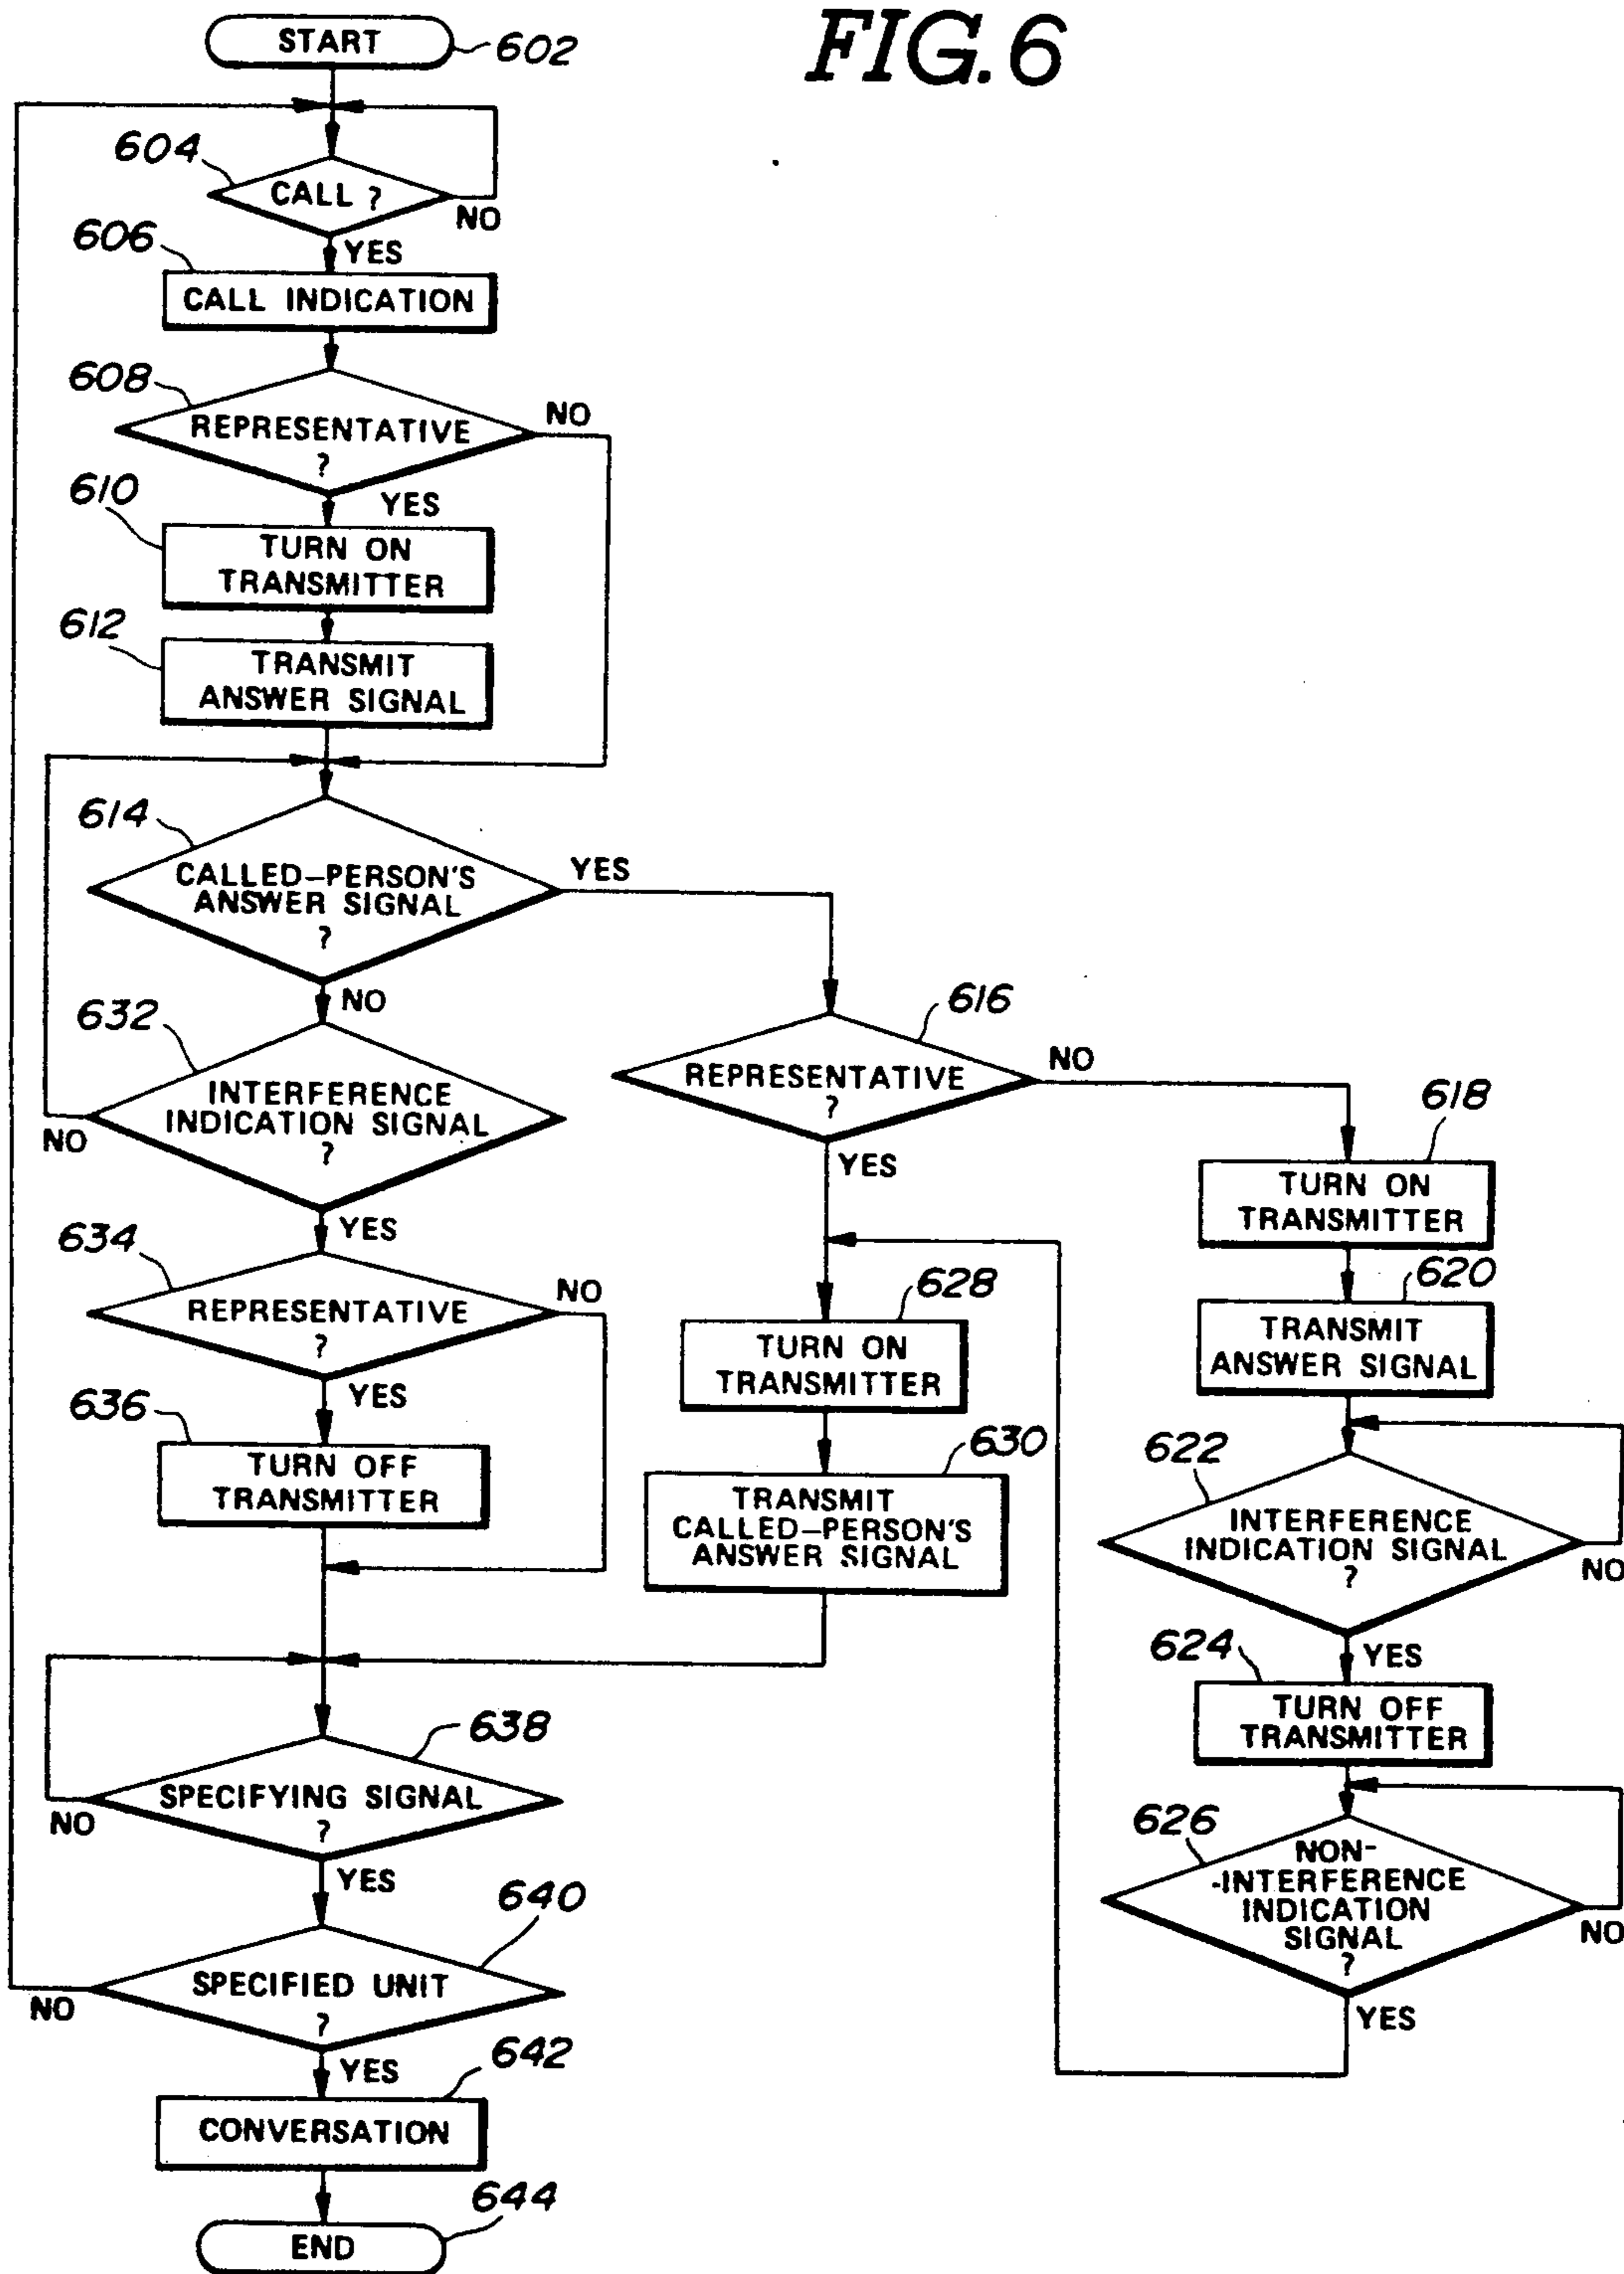 FIG. 6
START
602
604
CALL ?
NO
YES
606
CALL INDICATION
608
REPRESENTATIVE
?
NO
YES
610
TURN ON
TRANSMITTER
612
TRANSMIT
ANSWER SIGNAL
614
CALLED-PERSON'S
ANSWER SIGNAL
?
YES
NO
632
INTERFERENCE
INDICATION SIGNAL
?
NO
YES
634
REPRESENTATIVE
?
NO
YES
636
TURN OFF
TRANSMITTER
616
REPRESENTATIVE
?
NO
YES
628
TURN ON
TRANSMITTER
630
TRANSMIT
CALLED-PERSON'S
ANSWER SIGNAL
618
TURN ON
TRANSMITTER
620
TRANSMIT
ANSWER SIGNAL
622
INTERFERENCE
INDICATION SIGNAL
?
NO
YES
624
TURN OFF
TRANSMITTER
626
NON-
-INTERFERENCE
INDICATION
SIGNAL
?
NO
YES
638
SPECIFYING SIGNAL
?
NO
YES
640
SPECIFIED UNIT
?
NO
YES
642
CONVERSATION
644
END